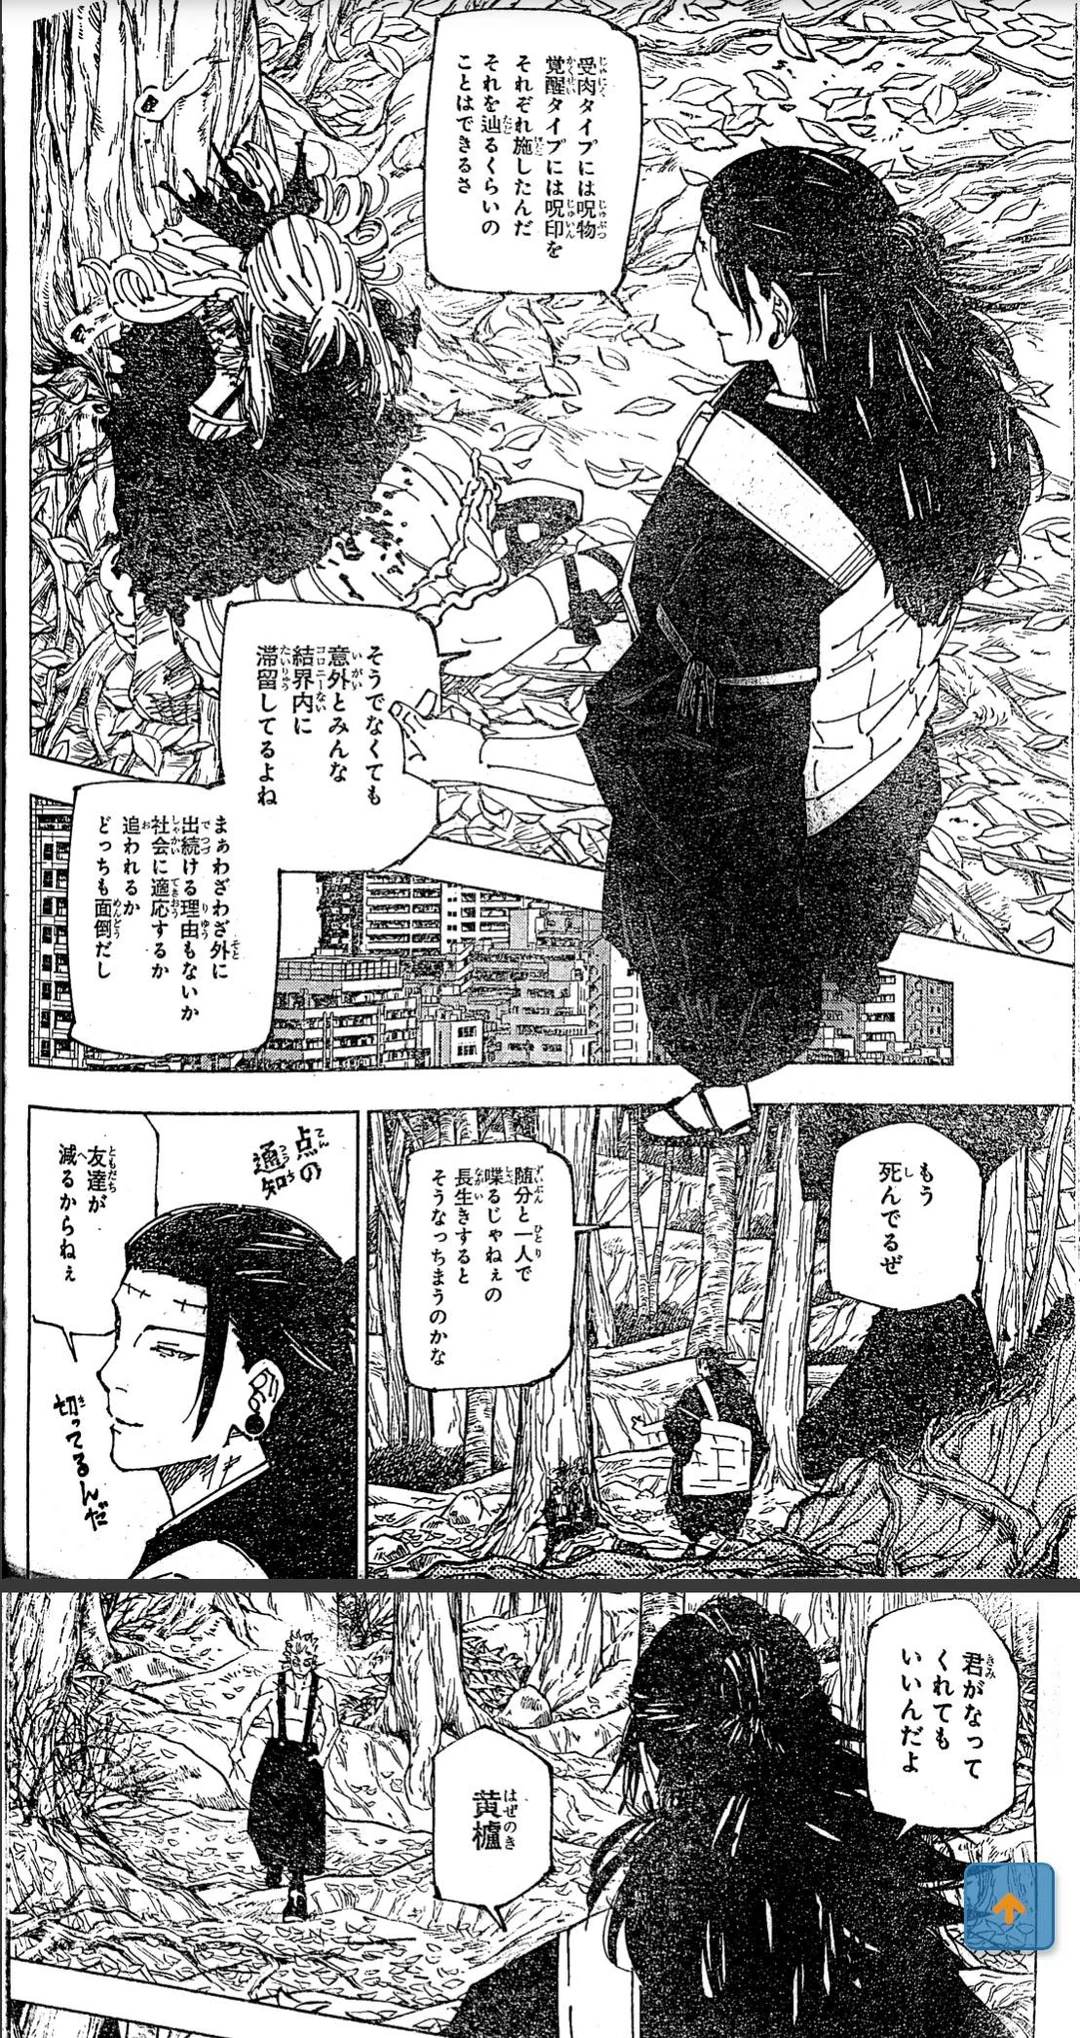 受肉タイプには呪物
覚醒タイプには呪印を
それぞれ施したんだ
それを辿るくらいの
ことはできるさ
そうでなくても
意外とみんな
結界内に
滞留してるよね
まぁわざわざ外に
出続ける理由もないか
社会に適応するか
追われるか
どっちも面倒だし
もう
死んでるぜ
随分と一人で
喋るじゃねぇの
長生きすると
そうなっちまうのかな
点の
通知
友達が
減るからねぇ
切ってるんだ
君がなって
くれても
いいんだよ
黄櫨